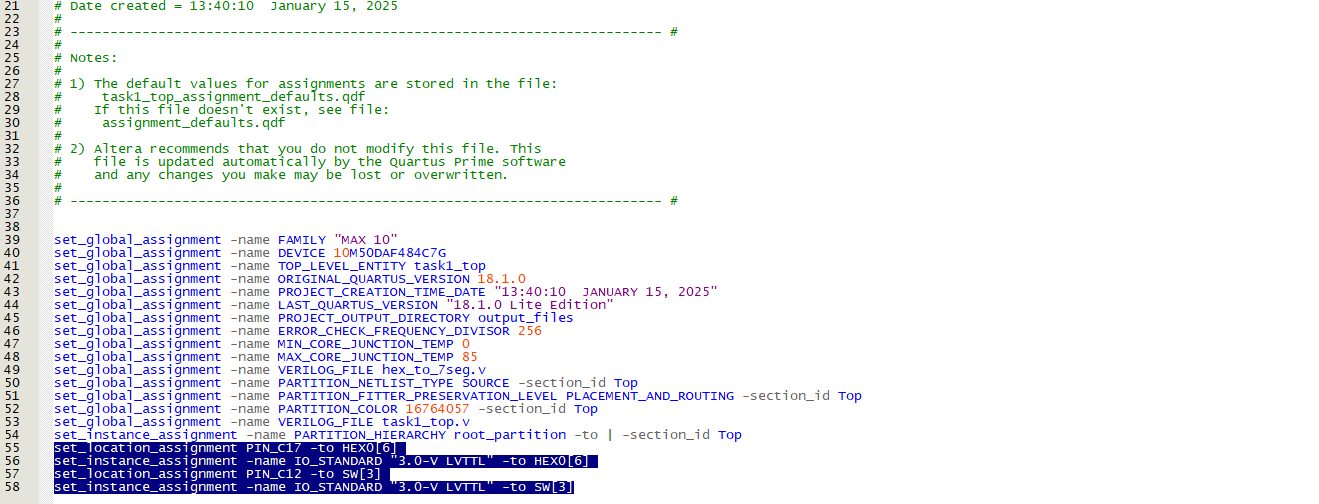 21 # Date created = 13:40:10  January 15, 2025
22 #
23 # ------------------------------------------------------------------------- #
24 #
25 # Notes:
26 #
27 # 1) The default values for assignments are stored in the file:
28 #     task1_top_assignment_defaults.qdf
29 #    If this file doesn't exist, see file:
30 #     assignment_defaults.qdf
31 #
32 # 2) Altera recommends that you do not modify this file. This
33 #    file is updated automatically by the Quartus Prime software
34 #    and any changes you make may be lost or overwritten.
35 #
36 # ------------------------------------------------------------------------- #
37
38
39 set_global_assignment -name FAMILY "MAX 10"
40 set_global_assignment -name DEVICE 10M50DAF484C7G
41 set_global_assignment -name TOP_LEVEL_ENTITY task1_top
42 set_global_assignment -name ORIGINAL_QUARTUS_VERSION 18.1.0
43 set_global_assignment -name PROJECT_CREATION_TIME_DATE "13:40:10  JANUARY 15, 2025"
44 set_global_assignment -name LAST_QUARTUS_VERSION "18.1.0 Lite Edition"
45 set_global_assignment -name PROJECT_OUTPUT_DIRECTORY output_files
46 set_global_assignment -name ERROR_CHECK_FREQUENCY_DIVISOR 256
47 set_global_assignment -name MIN_CORE_JUNCTION_TEMP 0
48 set_global_assignment -name MAX_CORE_JUNCTION_TEMP 85
49 set_global_assignment -name VERILOG_FILE hex_to_7seg.v
50 set_global_assignment -name PARTITION_NETLIST_TYPE SOURCE -section_id Top
51 set_global_assignment -name PARTITION_FITTER_PRESERVATION_LEVEL PLACEMENT_AND_ROUTING -section_id Top
52 set_global_assignment -name PARTITION_COLOR 16764057 -section_id Top
53 set_global_assignment -name VERILOG_FILE task1_top.v
54 set_instance_assignment -name PARTITION_HIERARCHY root_partition -to | -section_id Top
55 set_location_assignment PIN_C17 -to HEX0[6]
56 set_instance_assignment -name IO_STANDARD "3.0-V LVTTL" -to HEX0[6]
57 set_location_assignment PIN_C12 -to SW[3]
58 set_instance_assignment -name IO_STANDARD "3.0-V LVTTL" -to SW[3]